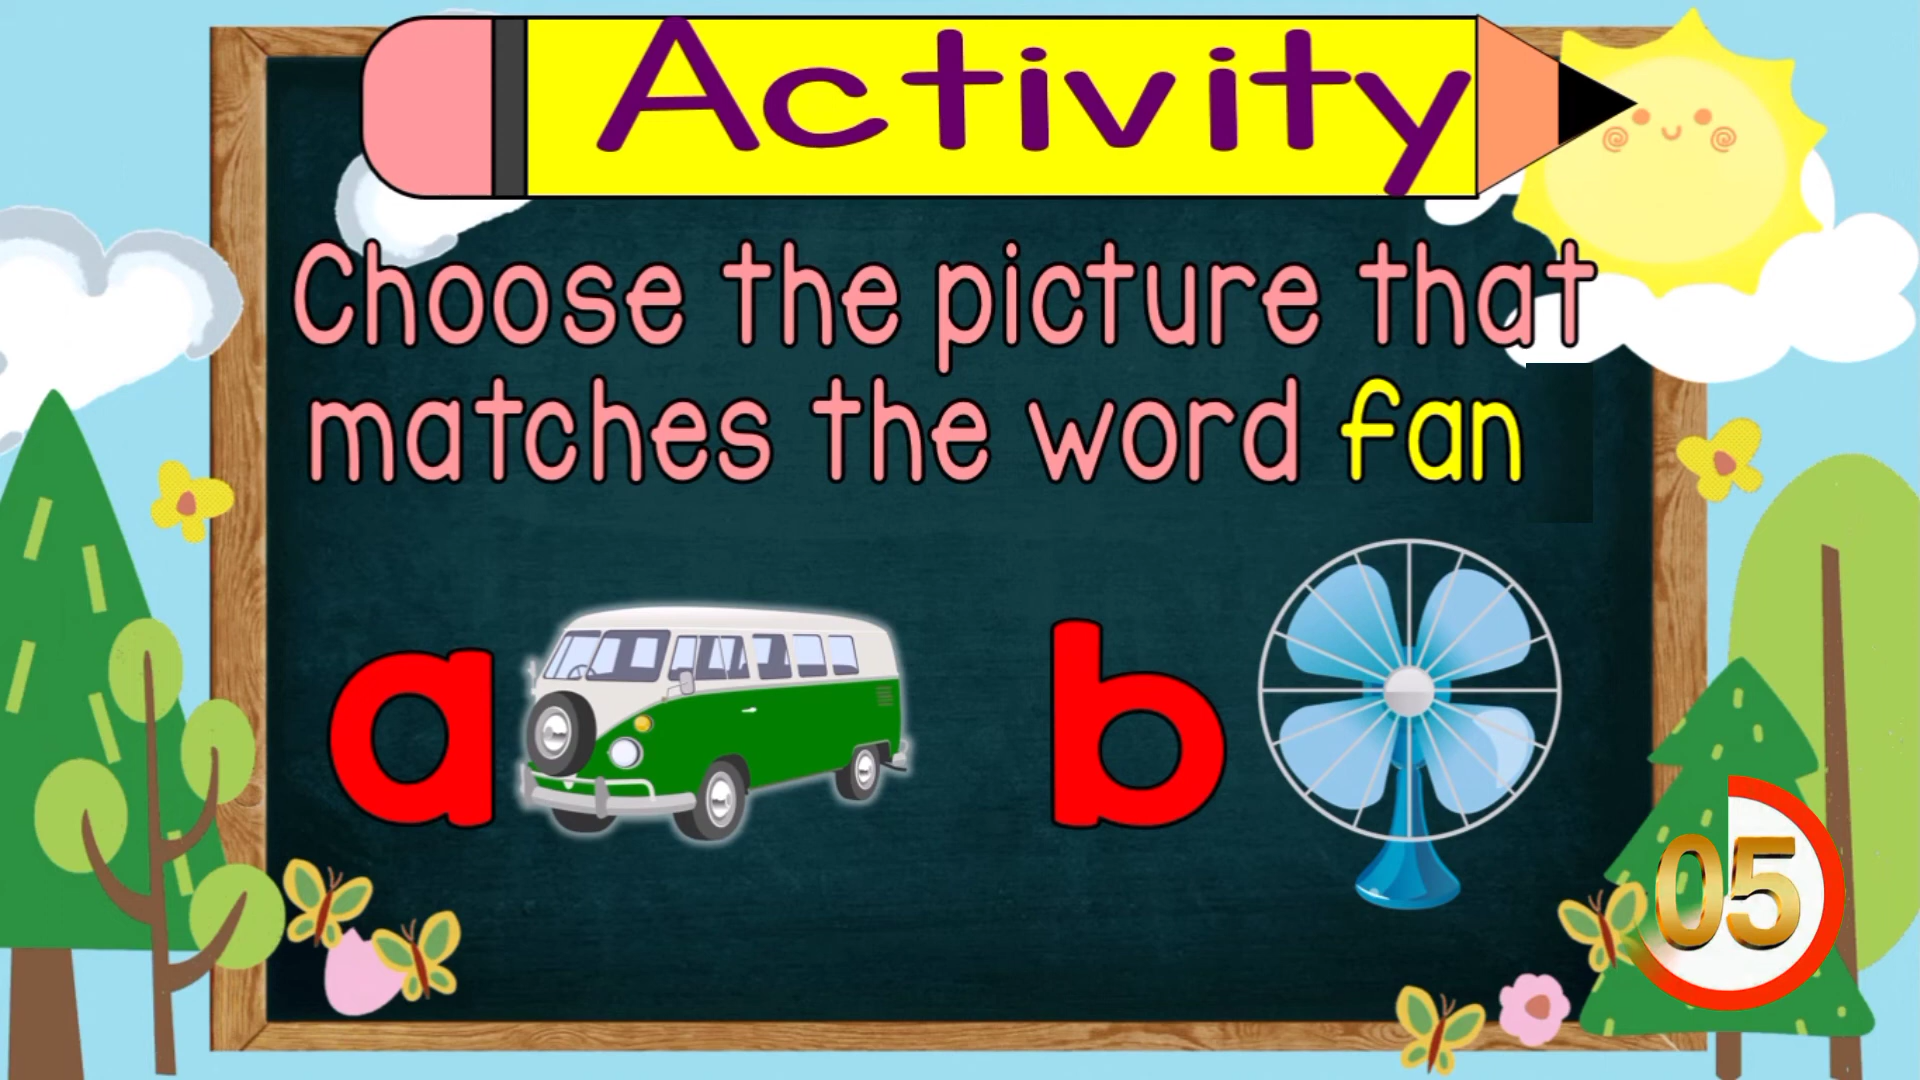 Activity
Choose the picture that
matches the word fan
a
b
05